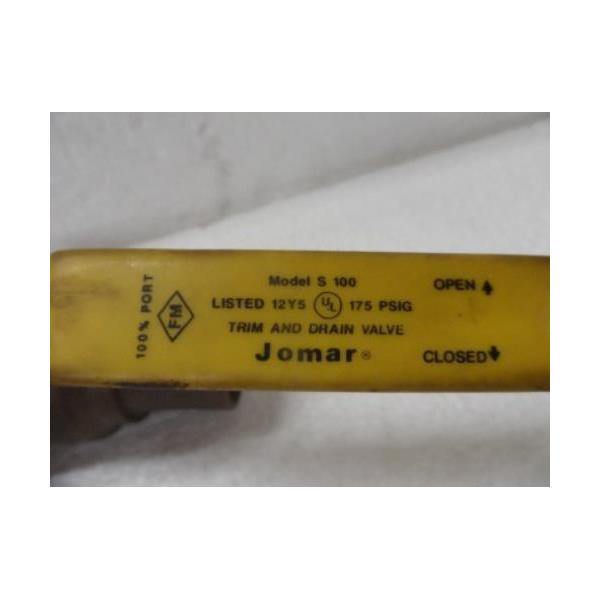 100% PORT
FM
Model S 100
LISTED 12Y5 UL 175 PSIG
TRIM AND DRAIN VALVE
Jomar®
OPEN
CLOSED